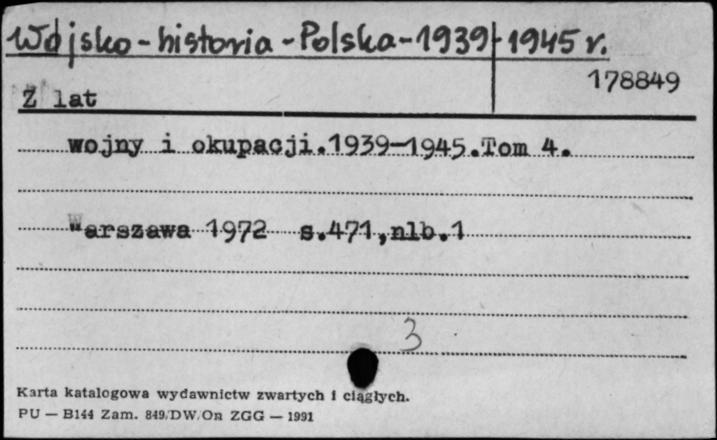 Wojsko - historia - Polska - 1939-1945 r.
178849
Z lat
wojny i okupacji.1939-1945.Tom 4.
Warszawa 1972 s.471,nlb.1
3
Karta katalogowa wydawnictw zwartych i ciągłych.
PU — B144 Zam. 849/DW/On ZGG — 1991